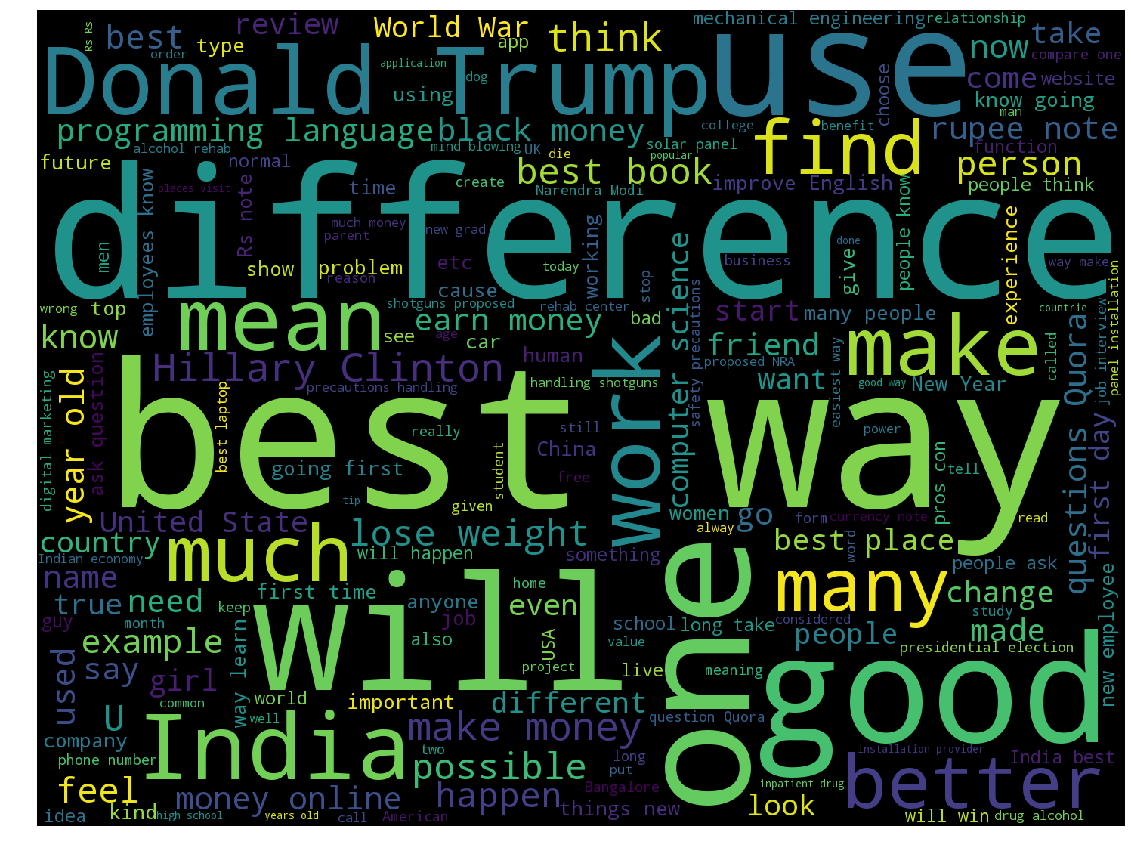 mechanical engineering
relationship
Rs Rs
best
order
type
review
World War
app
think
now
take
compare one
Donald Trump
use
application
dog
using
choose
come
website
know going
man
programming language
black money
college
benefit
find
rupee note
function
future
alcohol rehab
normal
mind blowing
UK
die
solar panel
popular
best book
person
places visit
time
create
Narendra Modi
improve English
people think
employees know
Rs note
difference
much money
parent
new grad
working
done
people know
way make
men
show
problem
reason
etc
cause
today
stop
business
give
experience
wrong
top
mean
shotguns proposed
rehab center
safety precautions
start
many people
countrie
know
see
age
earn money
car
bad
computer science
friend
make
called
job interview
panel installation
Hillary Clinton
precautions handling
human
handling shotguns
proposed NRA
want
easiest way
good way
New Year
questions Quora
first day
digital marketing
year old
ask question
best laptop
best
really
still
China
work
way
power
tell
going first
student
free
tip
given
pros con
United State
lose weight
women
go
alway
form
currency note
read
country
Indian economy
much
will happen
something
best place
word
people ask
name
first time
home
one
many
change
new employee
true
need
keep
will
anyone
even
school
long take
considered
study
guy
month
job
also
USA
value
people
made
example
project
live
meaning
presidential election
used
say
girl
way learn
world
important
different
good
U
common
well
India
make money
question Quora
company
two
long
installation provider
India best
phone number
possible
put
inpatient drug
better
feel
money online
happen
Bangalore
things new
look
idea
kind
high school
years old
call
American
will win
drug alcohol